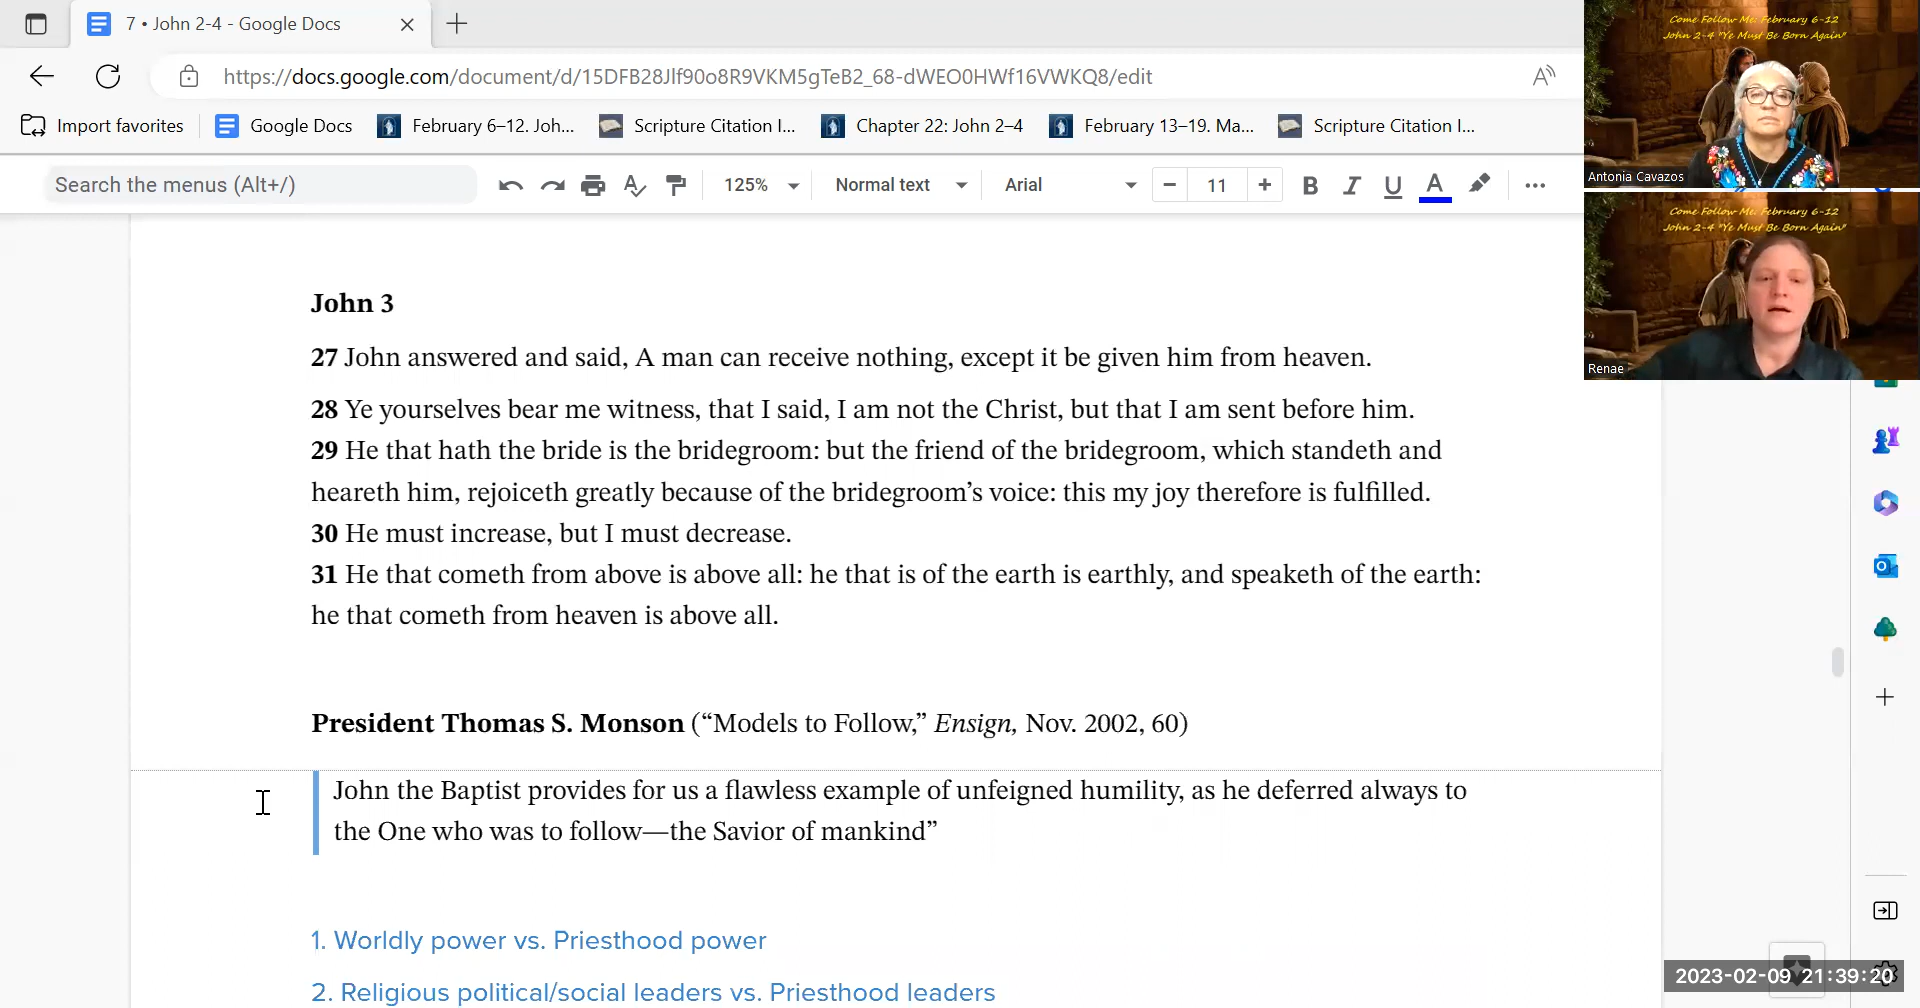 7 • John 2-4 - Google Docs
https://docs.google.com/document/d/15DFB28Jlf90o8R9VKM5gTeB2_68-dWEO0HWf16VWKQ8/edit
Import favorites Google Docs February 6–12. Joh... Scripture Citation I... Chapter 22: John 2–4 February 13–19. Ma... Scripture Citation I...
Search the menus (Alt+/) 125% Normal text Arial 11 B I U A
Come Follow Me: February 6-12
John 2-4 "Ye Must Be Born Again"
Antonia Cavazos
Come Follow Me: February 6-12
John 2-4 "Ye Must Be Born Again"
Renae
John 3
27 John answered and said, A man can receive nothing, except it be given him from heaven.
28 Ye yourselves bear me witness, that I said, I am not the Christ, but that I am sent before him.
29 He that hath the bride is the bridegroom: but the friend of the bridegroom, which standeth and
heareth him, rejoiceth greatly because of the bridegroom’s voice: this my joy therefore is fulfilled.
30 He must increase, but I must decrease.
31 He that cometh from above is above all: he that is of the earth is earthly, and speaketh of the earth:
he that cometh from heaven is above all.
President Thomas S. Monson (“Models to Follow,” Ensign, Nov. 2002, 60)
John the Baptist provides for us a flawless example of unfeigned humility, as he deferred always to
the One who was to follow—the Savior of mankind”
1. Worldly power vs. Priesthood power
2. Religious political/social leaders vs. Priesthood leaders
2023-02-09 21:39:20